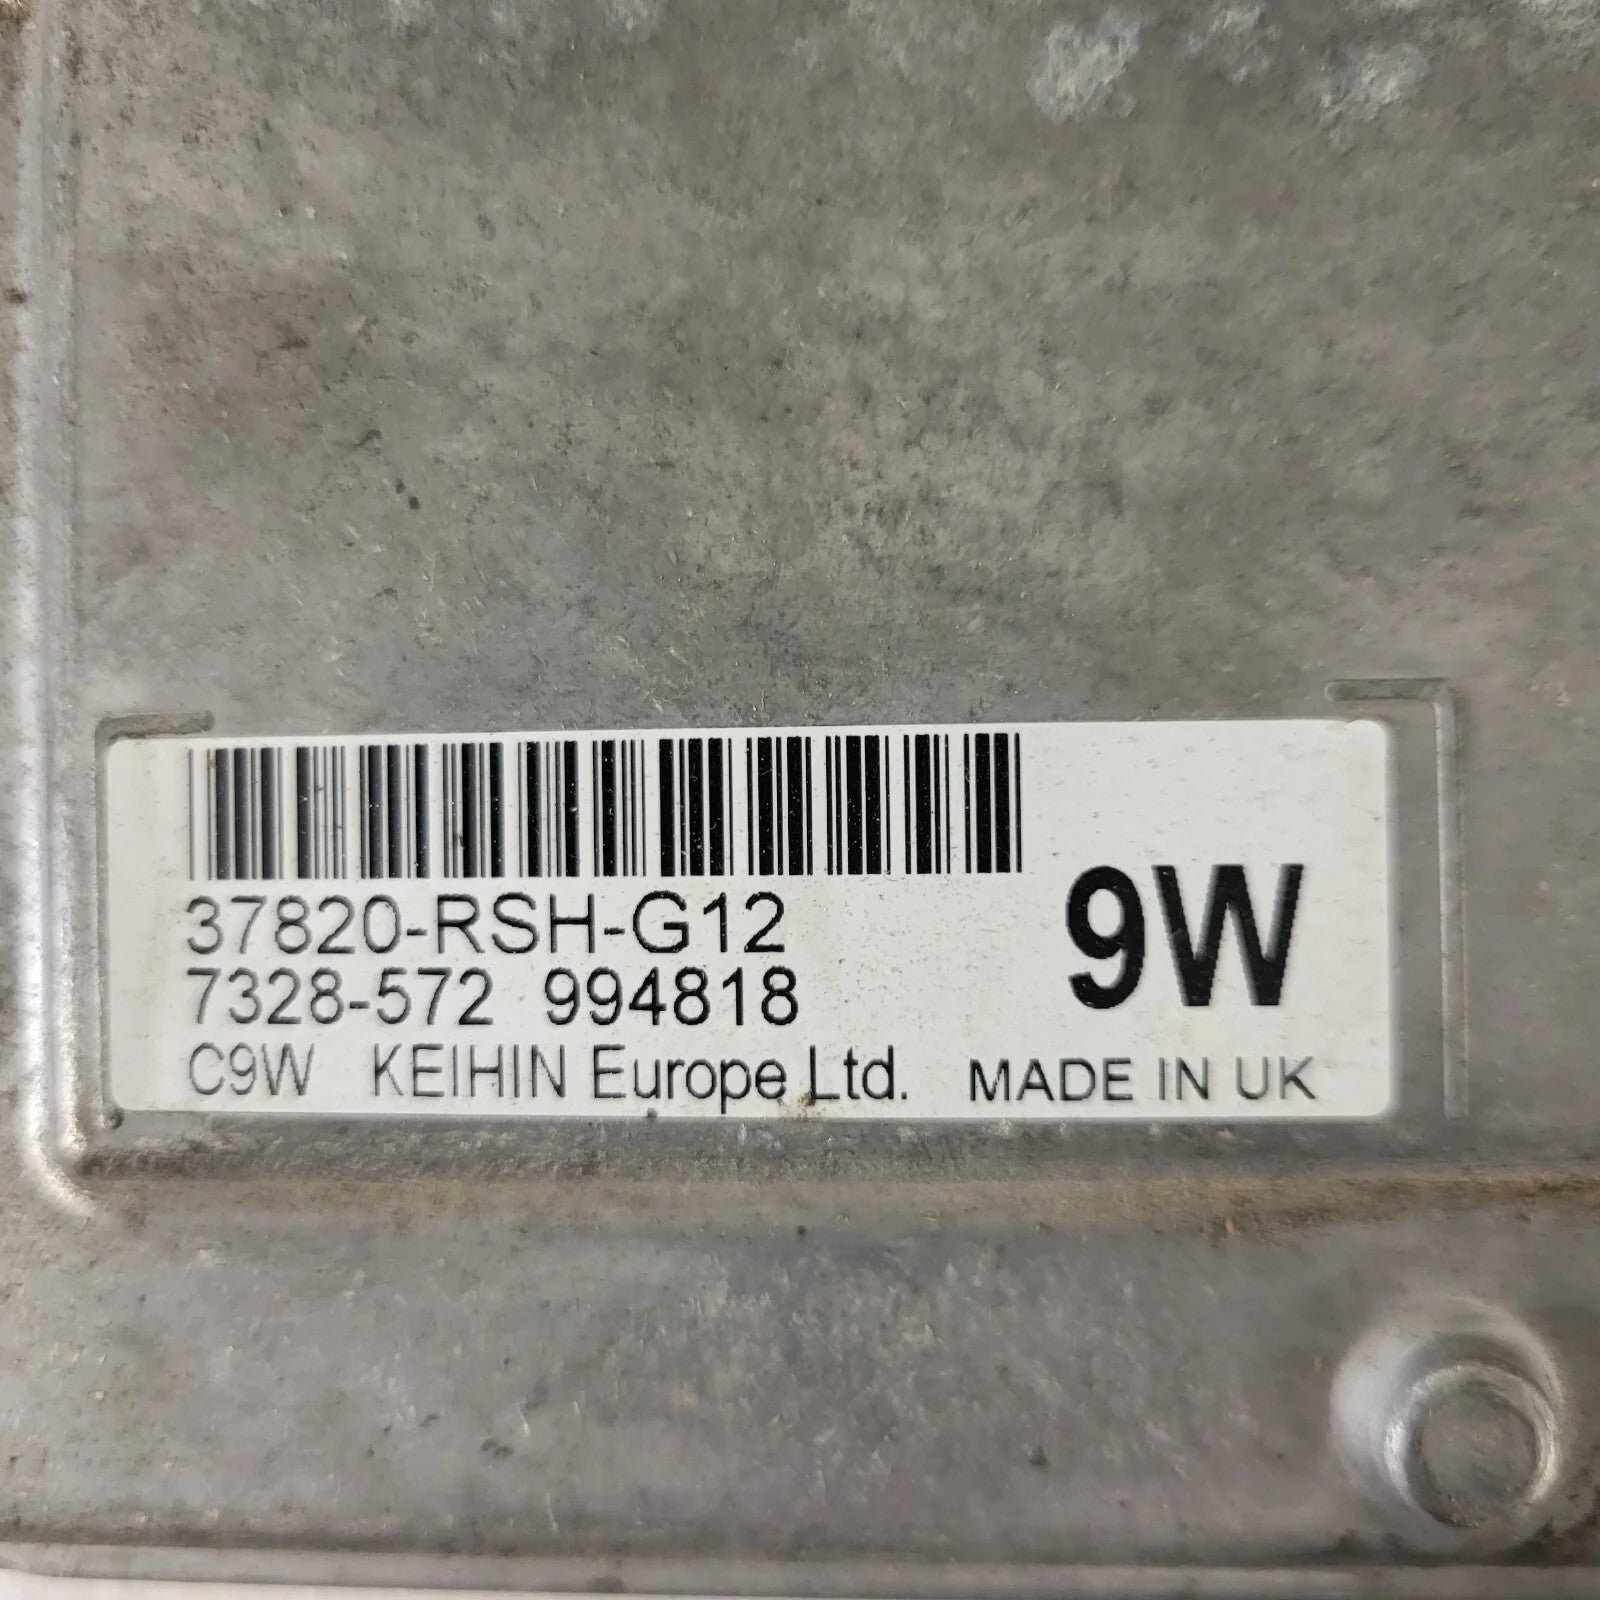 37820-RSH-G12
9W
7328-572 994818
C9W KEIHIN Europe Ltd. MADE IN UK